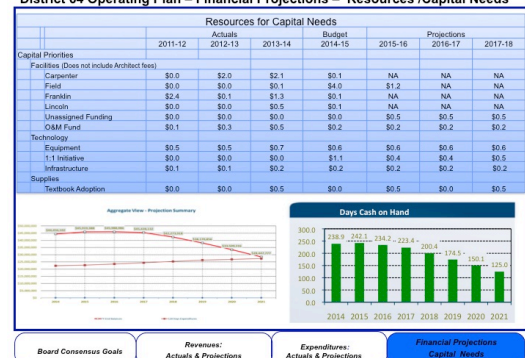 District 64 Operating Plan – Financial Projections – Resources /Capital Needs
Resources for Capital Needs
Actuals Budget Projections
2011-12 2012-13 2013-14 2014-15 2015-16 2016-17 2017-18
Capital Priorities
Facilities (Does not include Architect fees)
Carpenter $0.0 $2.0 $2.1 $0.1 NA NA NA
Field $0.0 $0.0 $0.1 $4.0 $1.2 NA NA
Franklin $2.4 $0.1 $1.3 $0.1 NA NA NA
Lincoln $0.0 $0.0 $0.5 $0.1 NA NA NA
Unassigned Funding $0.0 $0.0 $0.0 $0.0 $0.5 $0.5 $0.5
O&M Fund $0.1 $0.3 $0.5 $0.2 $0.2 $0.2 $0.2
Technology
Equipment $0.5 $0.5 $0.7 $0.6 $0.6 $0.6 $0.6
1:1 Initiative $0.0 $0.0 $0.0 $1.1 $0.4 $0.4 $0.5
Infrastructure $0.1 $0.1 $0.2 $0.2 $0.2 $0.2 $0.2
Supplies
Textbook Adoption $0.0 $0.0 $0.5 $0.0 $0.5 $0.0 $0.5
Aggregate View - Projection Summary
2014 2015 2016 2017 2018 2019 2020 2021
Days Cash on Hand
300.0
250.0
200.0
150.0
100.0
50.0
0.0
238.9 242.1 234.2 223.4 200.4 174.5 150.1 125.0
2014 2015 2016 2017 2018 2019 2020 2021
Board Consensus Goals
Revenues:
Actuals & Projections
Expenditures:
Actuals & Projections
Financial Projections
Capital Needs